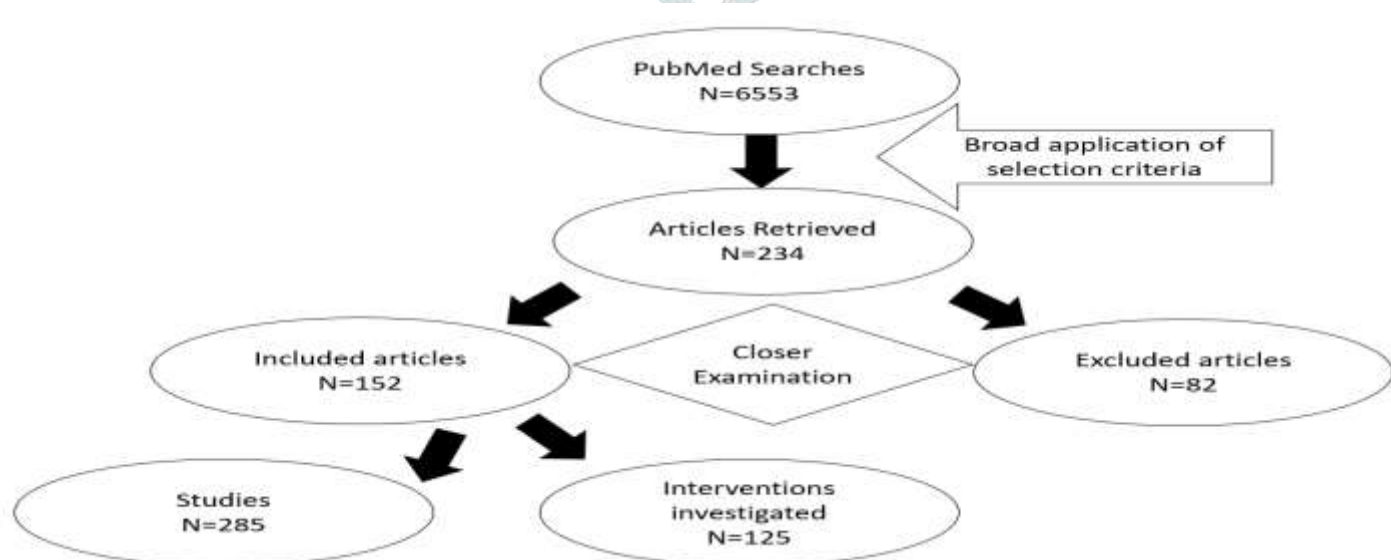 PubMed Searches
N=6553
Broad application of
selection criteria
Articles Retrieved
N=234
Included articles
N=152
Closer
Examination
Excluded articles
N=82
Studies
N=285
Interventions
investigated
N=125